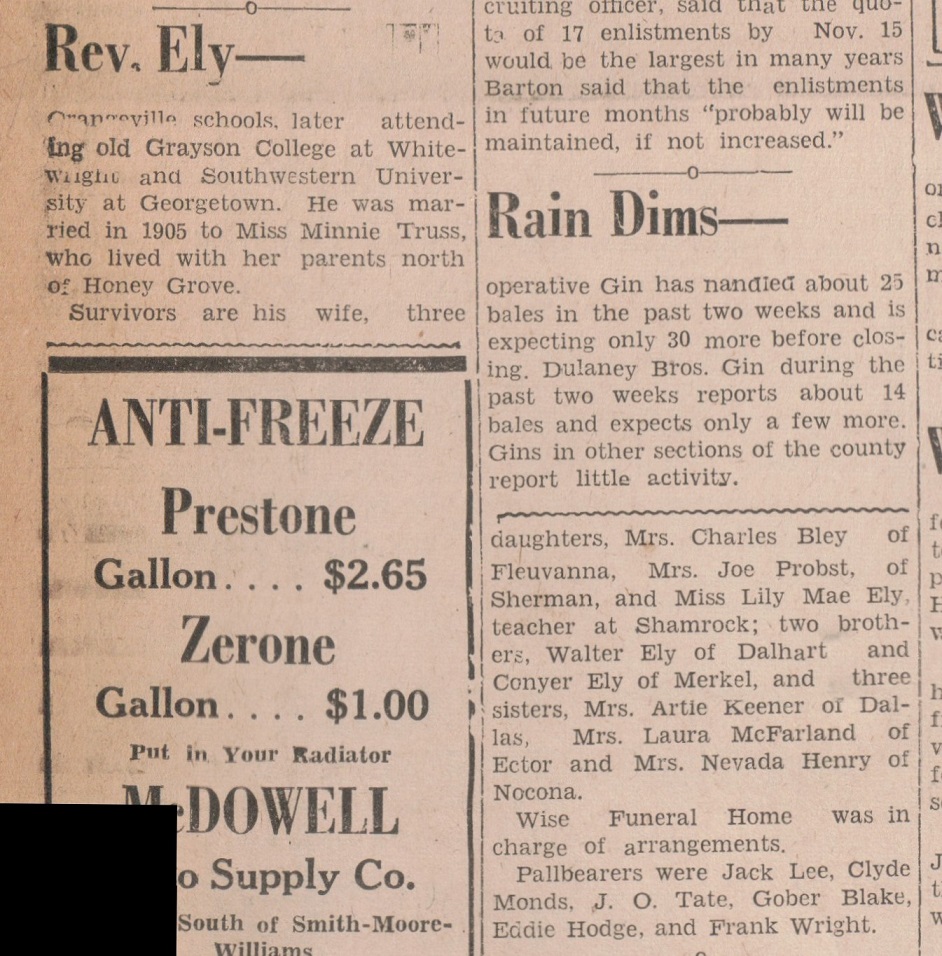 Rev. Ely—
schools, later attend-
ing old Grayson College at White-
wright and Southwestern Univer-
sity at Georgetown. He was mar-
ried in 1905 to Miss Minnie Truss,
who lived with her parents north
of Honey Grove.
Survivors are his wife, three
ANTI-FREEZE
Prestone
Gallon.... $2.65
Zerone
Gallon.... $1.00
Put in Your Radiator
McDOWELL
o Supply Co.
South of Smith-Moore-
Williams
cruiting officer, said that the quo-
ta of 17 enlistments by Nov. 15
would be the largest in many years
Barton said that the enlistments
in future months "probably will be
maintained, if not increased."
Rain Dims—
operative Gin has handled about 25
bales in the past two weeks and is
expecting only 30 more before clos-
ing. Dulaney Bros. Gin during the
past two weeks reports about 14
bales and expects only a few more.
Gins in other sections of the county
report little activity.
daughters, Mrs. Charles Bley of
Fleuvanna, Mrs. Joe Probst, of
Sherman, and Miss Lily Mae Ely,
teacher at Shamrock; two broth-
ers, Walter Ely of Dalhart and
Conyer Ely of Merkel, and three
sisters, Mrs. Artie Keener of Dal-
las, Mrs. Laura McFarland of
Ector and Mrs. Nevada Henry of
Nocona.
Wise Funeral Home was in
charge of arrangements.
Pallbearers were Jack Lee, Clyde
Monds, J. O. Tate, Gober Blake,
Eddie Hodge, and Frank Wright.